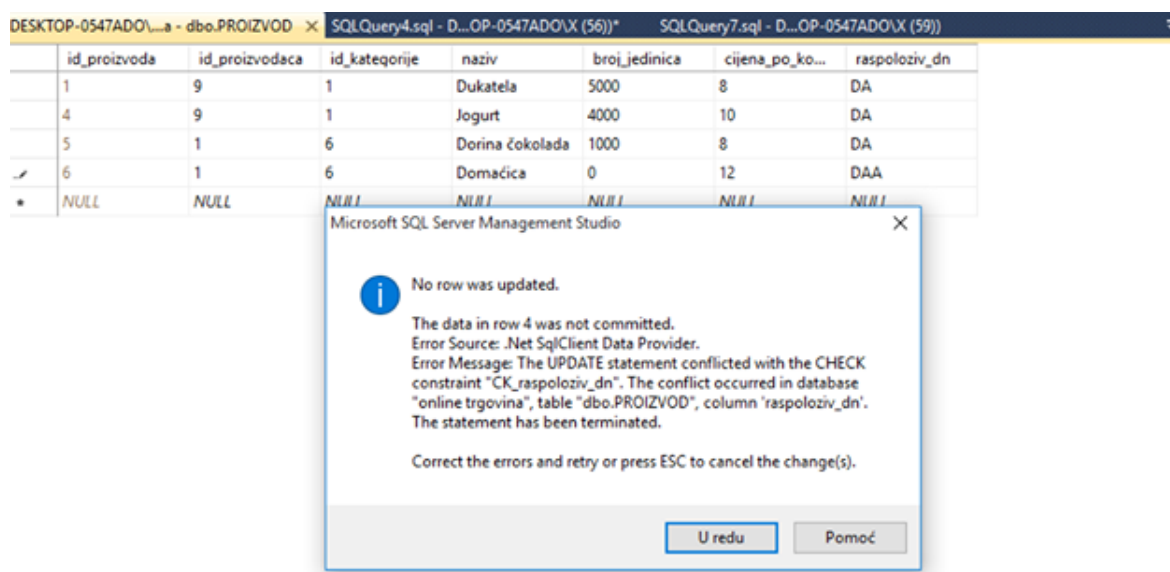 DESKTOP-0547ADO\...a - dbo.PROIZVOD SQLQuery4.sql - D...OP-0547ADO\X (56))* SQLQuery7.sql - D...OP-0547ADO\X (59))
id_proizvoda id_proizvodaca id_kategorije naziv broj_jedinica cijena_po_ko... raspoloziv_dn
1 9 1 Dukatela 5000 8 DA
4 9 1 Jogurt 4000 10 DA
5 1 6 Dorina čokolada 1000 8 DA
6 1 6 Domaćica 0 12 DAA
NULL NULL NULL NULL NULL NULL NULL
Microsoft SQL Server Management Studio
No row was updated.
The data in row 4 was not committed.
Error Source: .Net SqlClient Data Provider.
Error Message: The UPDATE statement conflicted with the CHECK
constraint "CK_raspoloziv_dn". The conflict occurred in database
"online trgovina", table "dbo.PROIZVOD", column 'raspoloziv_dn'.
The statement has been terminated.
Correct the errors and retry or press ESC to cancel the change(s).
U redu Pomoć